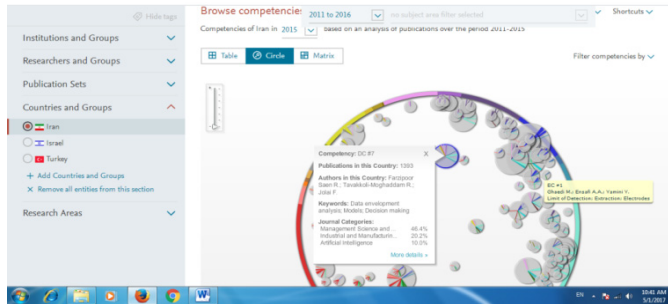 Hide tags
Browse competencies
2011 to 2016
no subject area filter selected
Shortcuts
Competencies of Iran in 2015 based on an analysis of publications over the period 2011-2015
Table
Circle
Matrix
Filter competencies by
Institutions and Groups
Researchers and Groups
Publication Sets
Countries and Groups
Iran
Israel
Turkey
+ Add Countries and Groups
× Remove all entities from this section
Research Areas
Competency: DC #7 X
Publications in this Country: 1393
Authors in this Country: Farzipoor
Saen R.; Tavakkoli-Moghaddam R.;
Jolai F.
Keywords: Data envelopment
analysis; Models; Decision making
Journal Categories:
Management Science and ... 46.4%
Industrial and Manufacturin... 20.2%
Artificial Intelligence 10.0%
More details »
Ghaedi M.; Ensafi A.A.; Yamini Y.
Limit of Detection; Extraction; Electrodes
EN
10:41 AM
5/1/2017